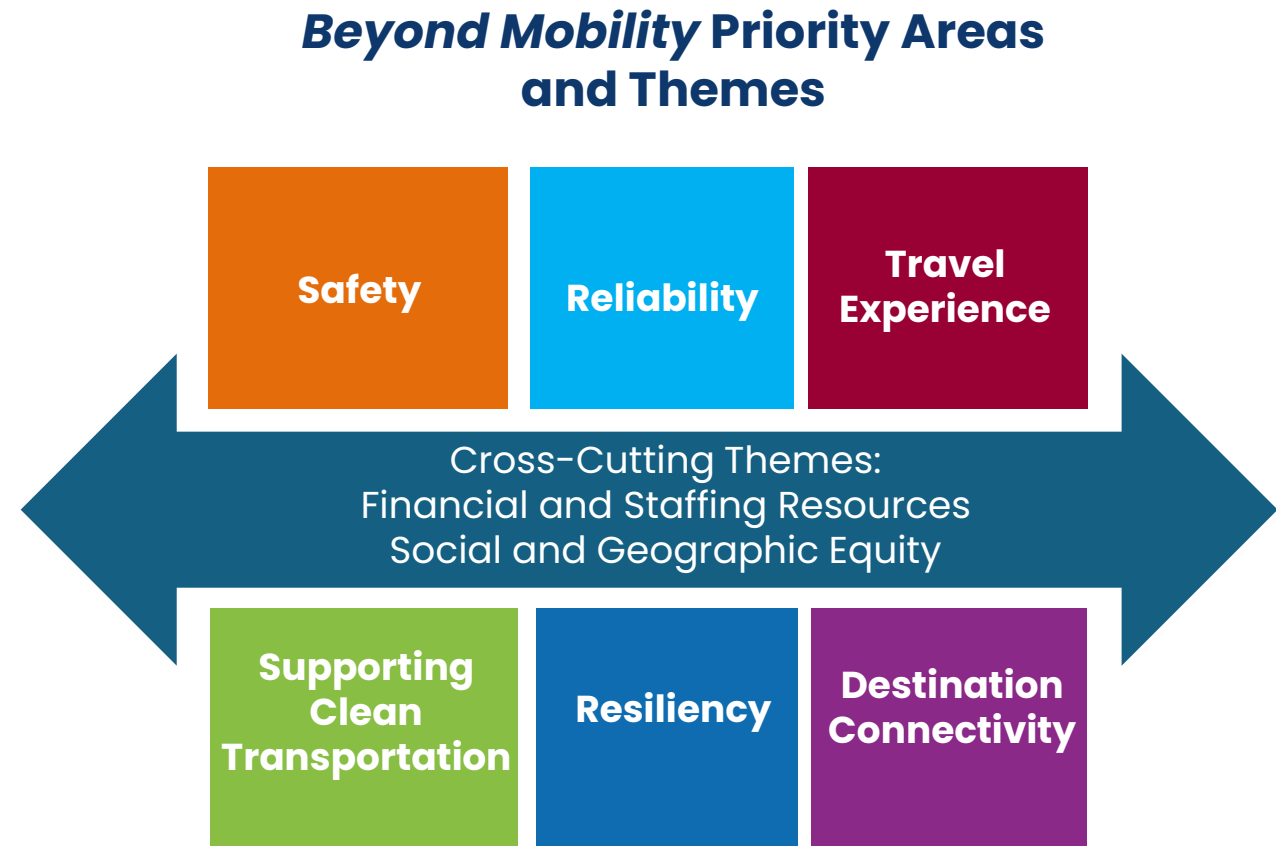 Beyond Mobility Priority Areas
and Themes
Safety
Reliability
Travel
Experience
Cross-Cutting Themes:
Financial and Staffing Resources
Social and Geographic Equity
Supporting
Clean
Transportation
Resiliency
Destination
Connectivity